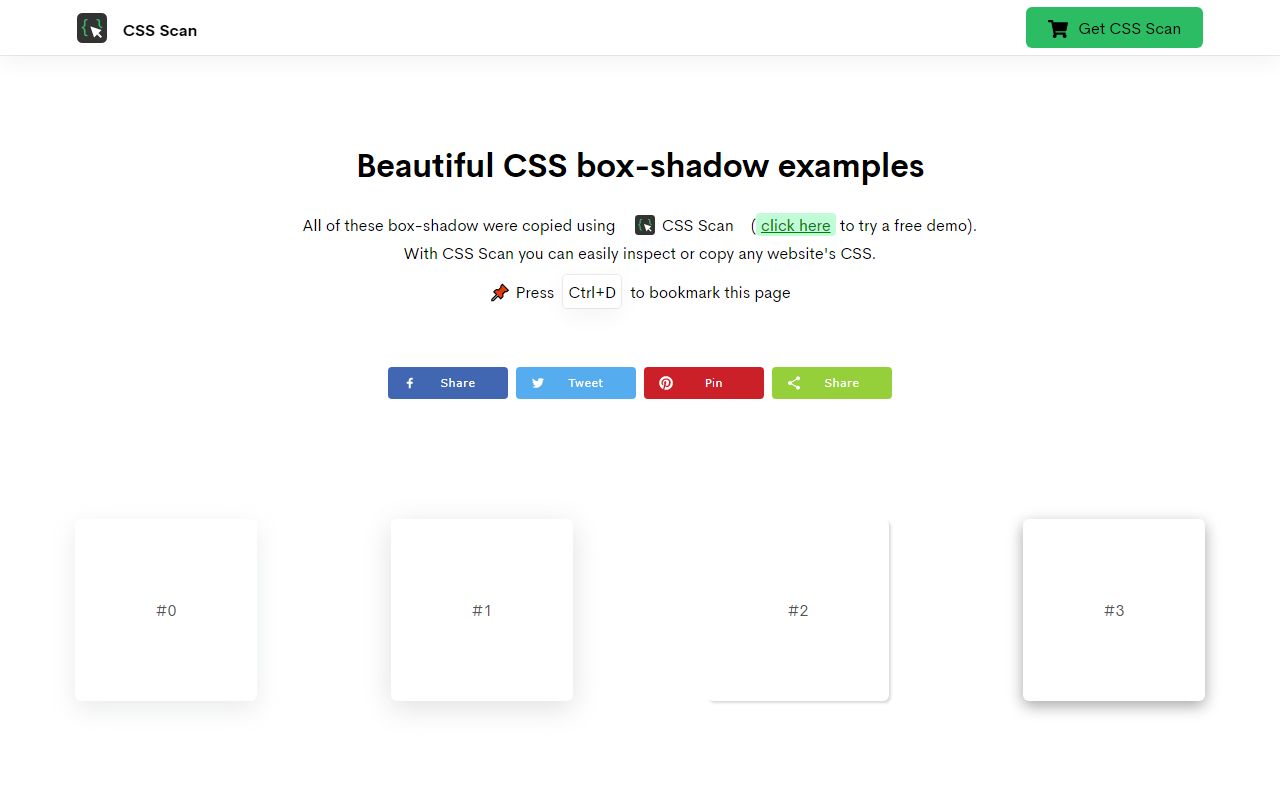 CSS Scan
Get CSS Scan
Beautiful CSS box-shadow examples
All of these box-shadow were copied using CSS Scan (click here to try a free demo).
With CSS Scan you can easily inspect or copy any website's CSS.
Press Ctrl+D to bookmark this page
Share
Tweet
Pin
Share
#0
#1
#2
#3